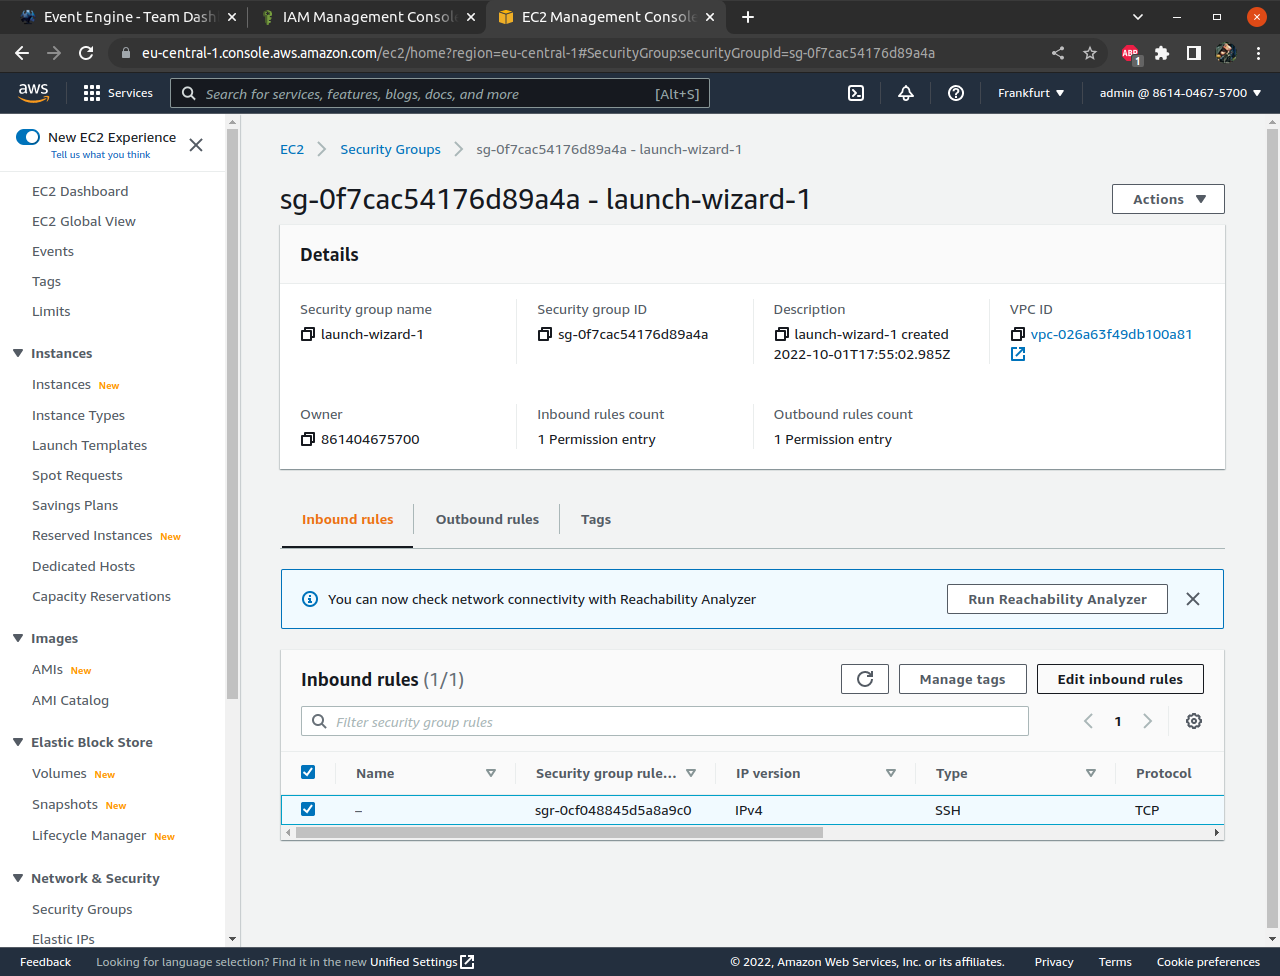 Event Engine - Team Dash
IAM Management Console
EC2 Management Console
eu-central-1.console.aws.amazon.com/ec2/home?region=eu-central-1#SecurityGroup:securityGroupId=sg-0f7cac54176d89a4a
ABP
1
aws
Services
Search for services, features, blogs, docs, and more
[Alt+S]
Frankfurt
admin @ 8614-0467-5700
New EC2 Experience
Tell us what you think
EC2 Dashboard
EC2 Global View
Events
Tags
Limits
Instances
Instances New
Instance Types
Launch Templates
Spot Requests
Savings Plans
Reserved Instances New
Dedicated Hosts
Capacity Reservations
Images
AMIs New
AMI Catalog
Elastic Block Store
Volumes New
Snapshots New
Lifecycle Manager New
Network & Security
Security Groups
Elastic IPs
EC2 > Security Groups > sg-0f7cac54176d89a4a - launch-wizard-1
sg-0f7cac54176d89a4a - launch-wizard-1
Actions
Details
Security group name
launch-wizard-1
Security group ID
sg-0f7cac54176d89a4a
Description
launch-wizard-1 created
2022-10-01T17:55:02.985Z
VPC ID
vpc-026a63f49db100a81
Owner
861404675700
Inbound rules count
1 Permission entry
Outbound rules count
1 Permission entry
Inbound rules
Outbound rules
Tags
You can now check network connectivity with Reachability Analyzer
Run Reachability Analyzer
Inbound rules (1/1)
Manage tags
Edit inbound rules
Filter security group rules
1
Name
Security group rule...
IP version
Type
Protocol
–
sgr-0cf048845d5a8a9c0
IPv4
SSH
TCP
Feedback
Looking for language selection? Find it in the new Unified Settings
© 2022, Amazon Web Services, Inc. or its affiliates.
Privacy
Terms
Cookie preferences